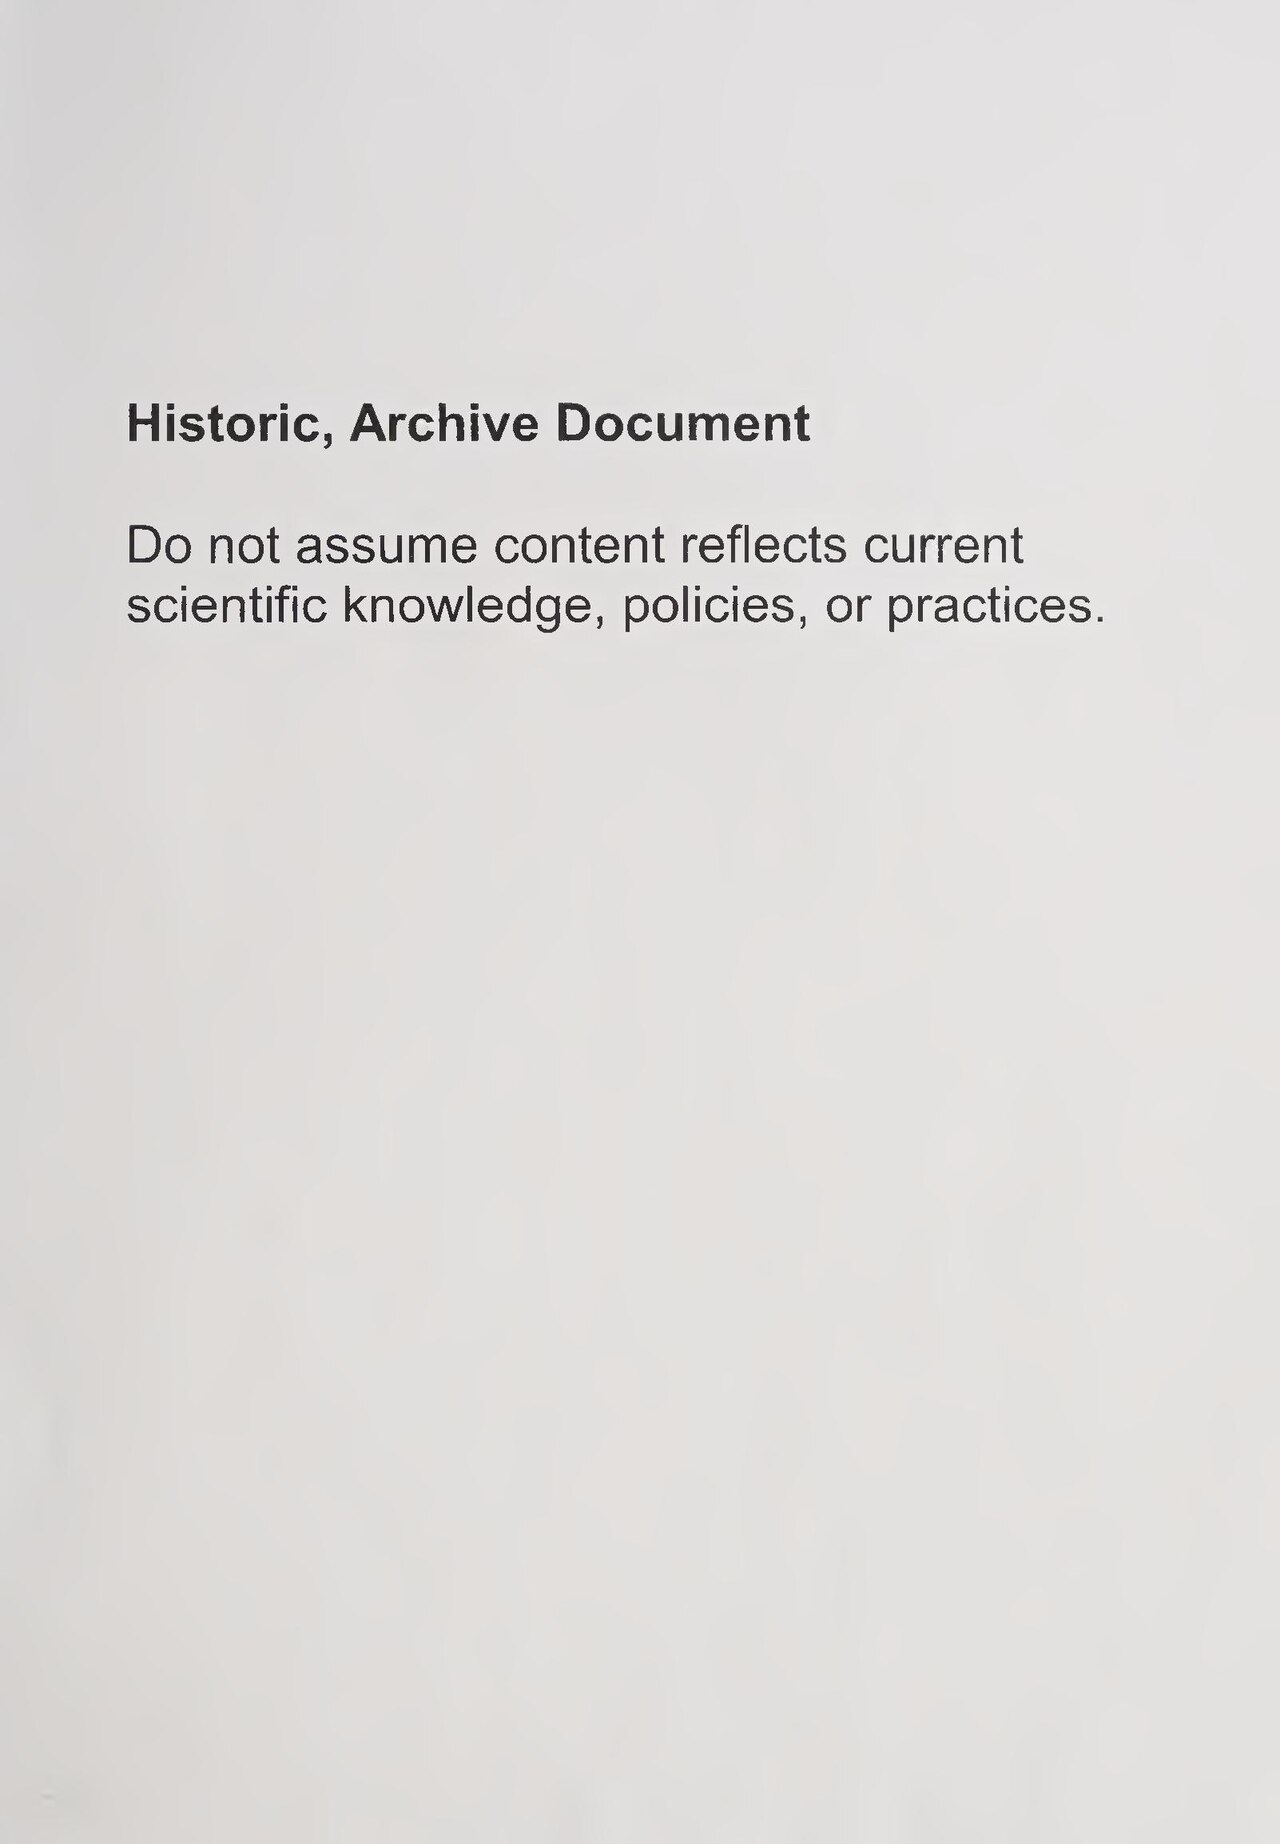 Historic, Archive Document
Do not assume content reflects current
scientific knowledge, policies, or practices.